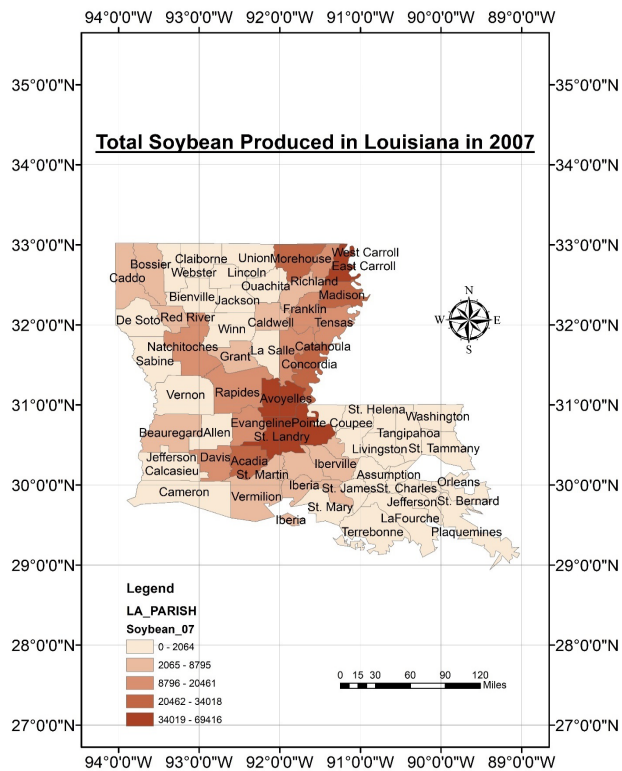 94°0'0"W 93°0'0"W 92°0'0"W 91°0'0"W 90°0'0"W 89°0'0"W
35°0'0"N 35°0'0"N
Total Soybean Produced in Louisiana in 2007
34°0'0"N 34°0'0"N
33°0'0"N 33°0'0"N
West Carroll
Claiborne Union Morehouse
Bossier East Carroll
Caddo Webster Lincoln
Ouachita Richland
Bienville Jackson Madison
Franklin
De Soto Red River Caldwell Tensas
32°0'0"N 32°0'0"N
Winn
Natchitoches La Salle Catahoula
Sabine Grant
Concordia
Vernon Rapides Avoyelles
31°0'0"N 31°0'0"N
St. Helena Washington
Evangeline Pointe Coupee
Beauregard Allen St. Landry Tangipahoa
Livingston St. Tammany
Jefferson Davis Acadia Iberville
Calcasieu St. Martin Assumption
30°0'0"N 30°0'0"N
Cameron Vermilion Iberia St. James St. Charles Orleans
St. Mary Jefferson St. Bernard
Iberia LaFourche
Terrebonne Plaquemines
N
W E
S
29°0'0"N 29°0'0"N
Legend
LA_PARISH
Soybean_07
0 - 2064
2065 - 8795
8796 - 20461
20462 - 34018
34019 - 69416
28°0'0"N 28°0'0"N
0 15 30 60 90 120
Miles
27°0'0"N 27°0'0"N
94°0'0"W 93°0'0"W 92°0'0"W 91°0'0"W 90°0'0"W 89°0'0"W